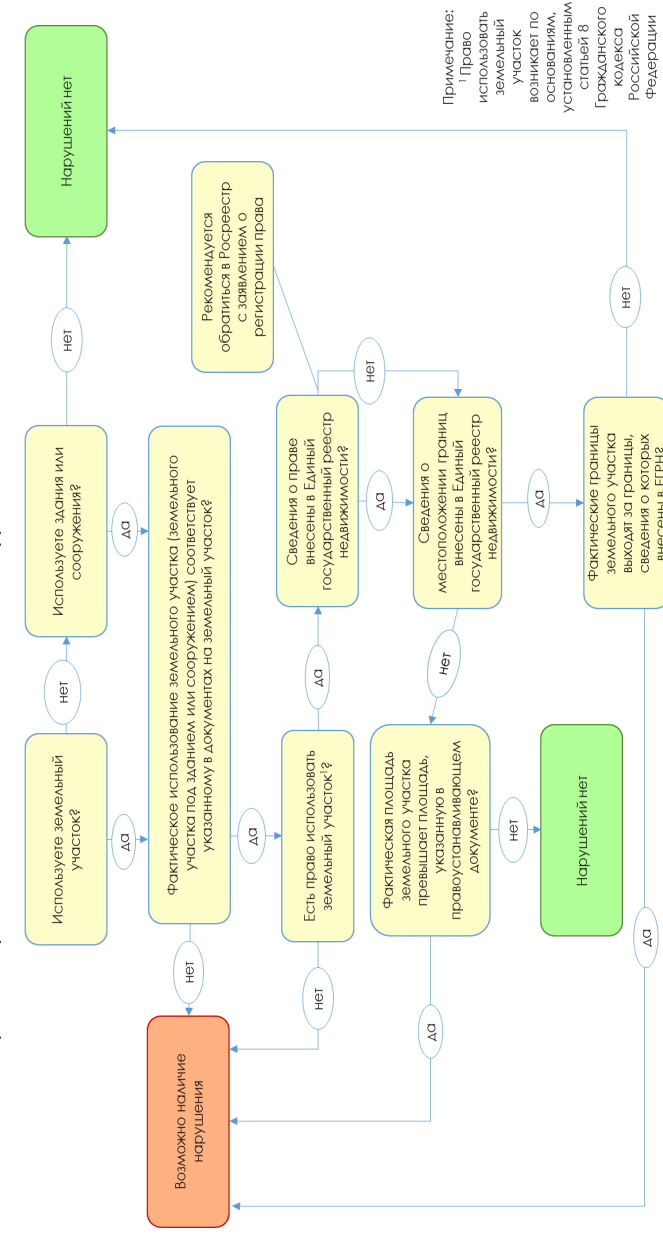 Используете земельный
участок?
нет
Используете здания или
сооружения?
нет
Нарушений нет
да
да
Фактическое использование земельного участка (земельного
участка под зданием или сооружением) соответствует
указанному в документах на земельный участок?
нет
Возможно наличие
нарушения
да
Есть право использовать
земельный участок¹?
нет
да
Сведения о праве
внесены в Единый
государственный реестр
недвижимости?
Рекомендуется
обратиться в Росреестр
с заявлением о
регистрации права
да
нет
Сведения о
местоположении границ
внесены в Единый
государственный реестр
недвижимости?
нет
Фактическая площадь
земельного участка
превышает площадь,
указанную в
правоустанавливающем
документе?
да
нет
Нарушений нет
да
Фактические границы
земельного участка
выходят за границы,
сведения о которых
внесены в ЕГРН?
да
нет
Примечание:
¹ Право
использовать
земельный
участок
возникает по
основаниям,
установленным
статьей 8
Гражданского
кодекса
Российской
Федерации